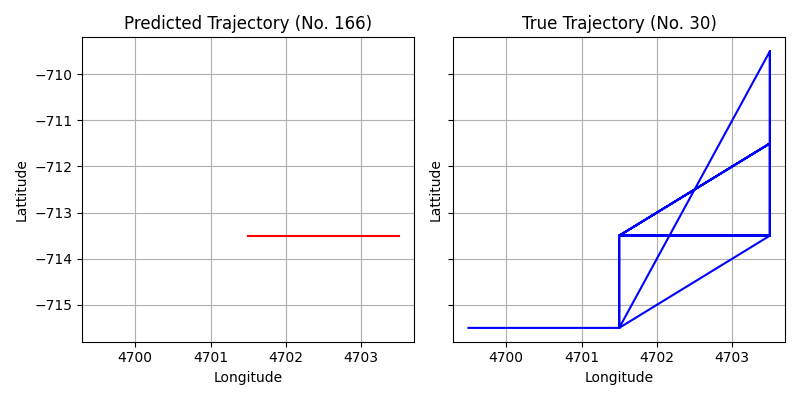 Predicted Trajectory (No. 166)
True Trajectory (No. 30)
−710
−711
−712
−713
−714
−715
Lattitude
Lattitude
4700 4701 4702 4703
4700 4701 4702 4703
Longitude
Longitude